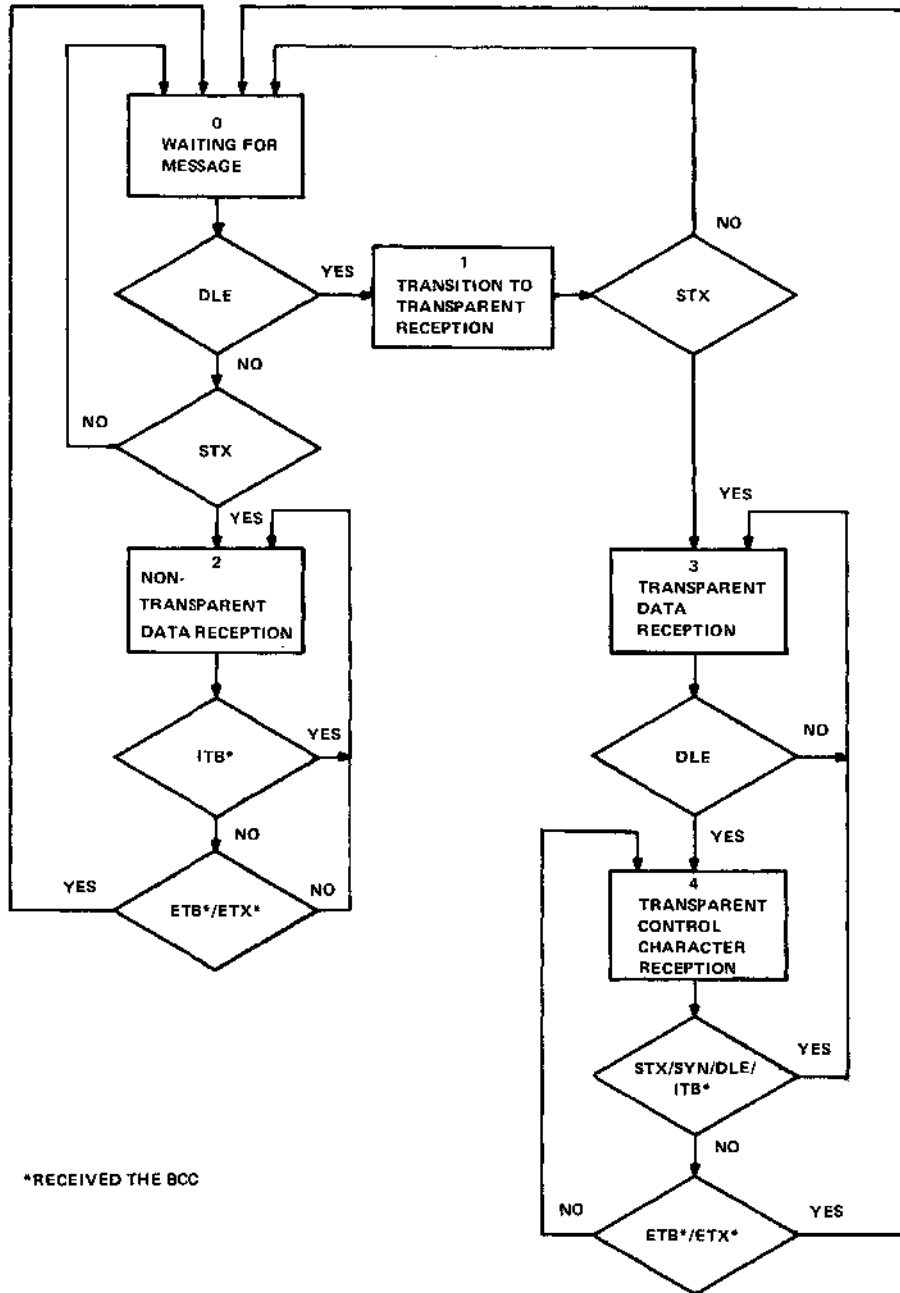 0
WAITING FOR
MESSAGE
NO
DLE
YES
1
TRANSITION TO
TRANSPARENT
RECEPTION
STX
NO
NO
STX
YES
YES
2
NON-
TRANSPARENT
DATA RECEPTION
3
TRANSPARENT
DATA
RECEPTION
ITB*
YES
DLE
NO
NO
YES
YES
ETB*/ETX*
NO
4
TRANSPARENT
CONTROL
CHARACTER
RECEPTION
STX/SYN/DLE/
ITB*
YES
NO
*RECEIVED THE BCC
NO
ETB*/ETX*
YES